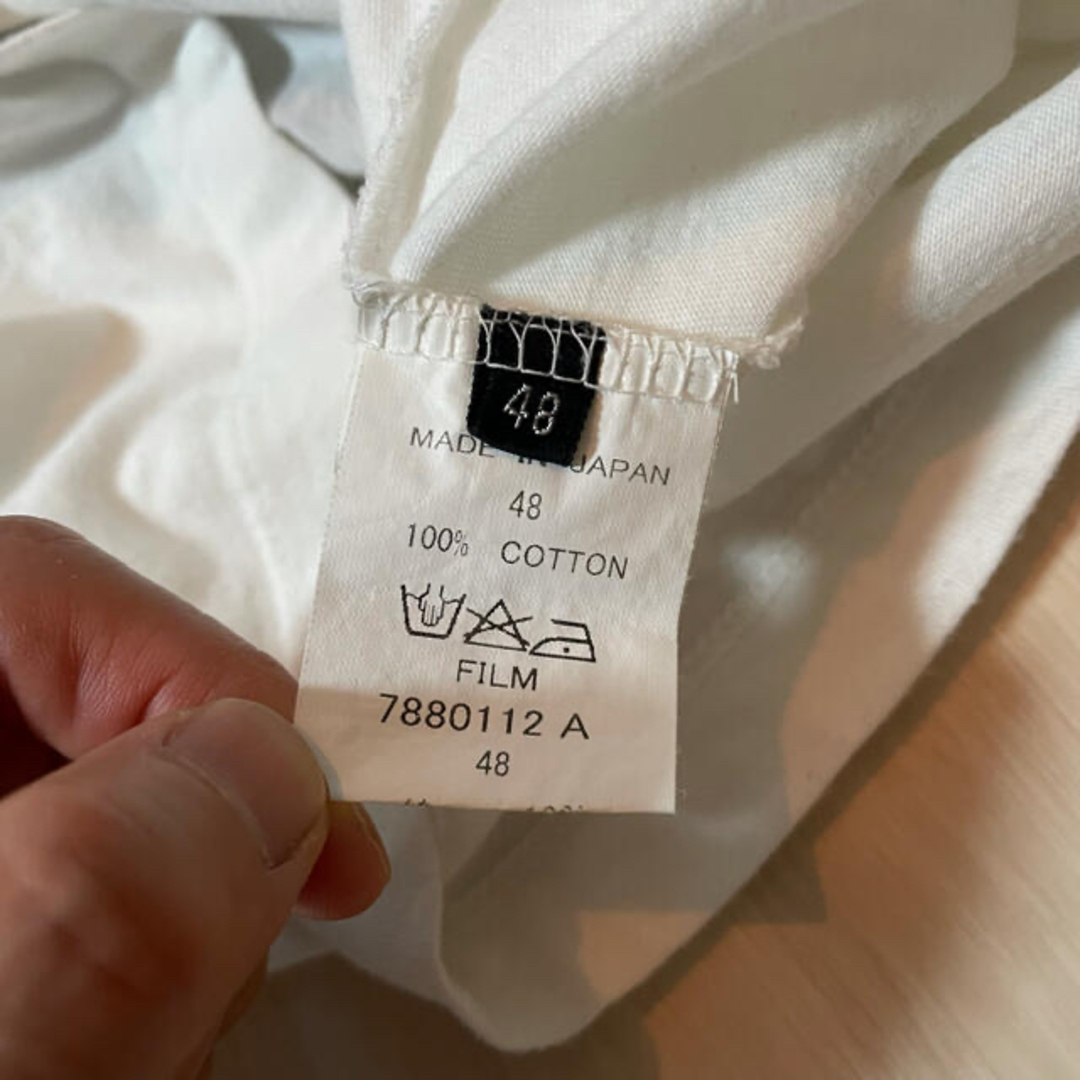 48
MADE IN JAPAN
48
100% COTTON
FILM
7880112 A
48